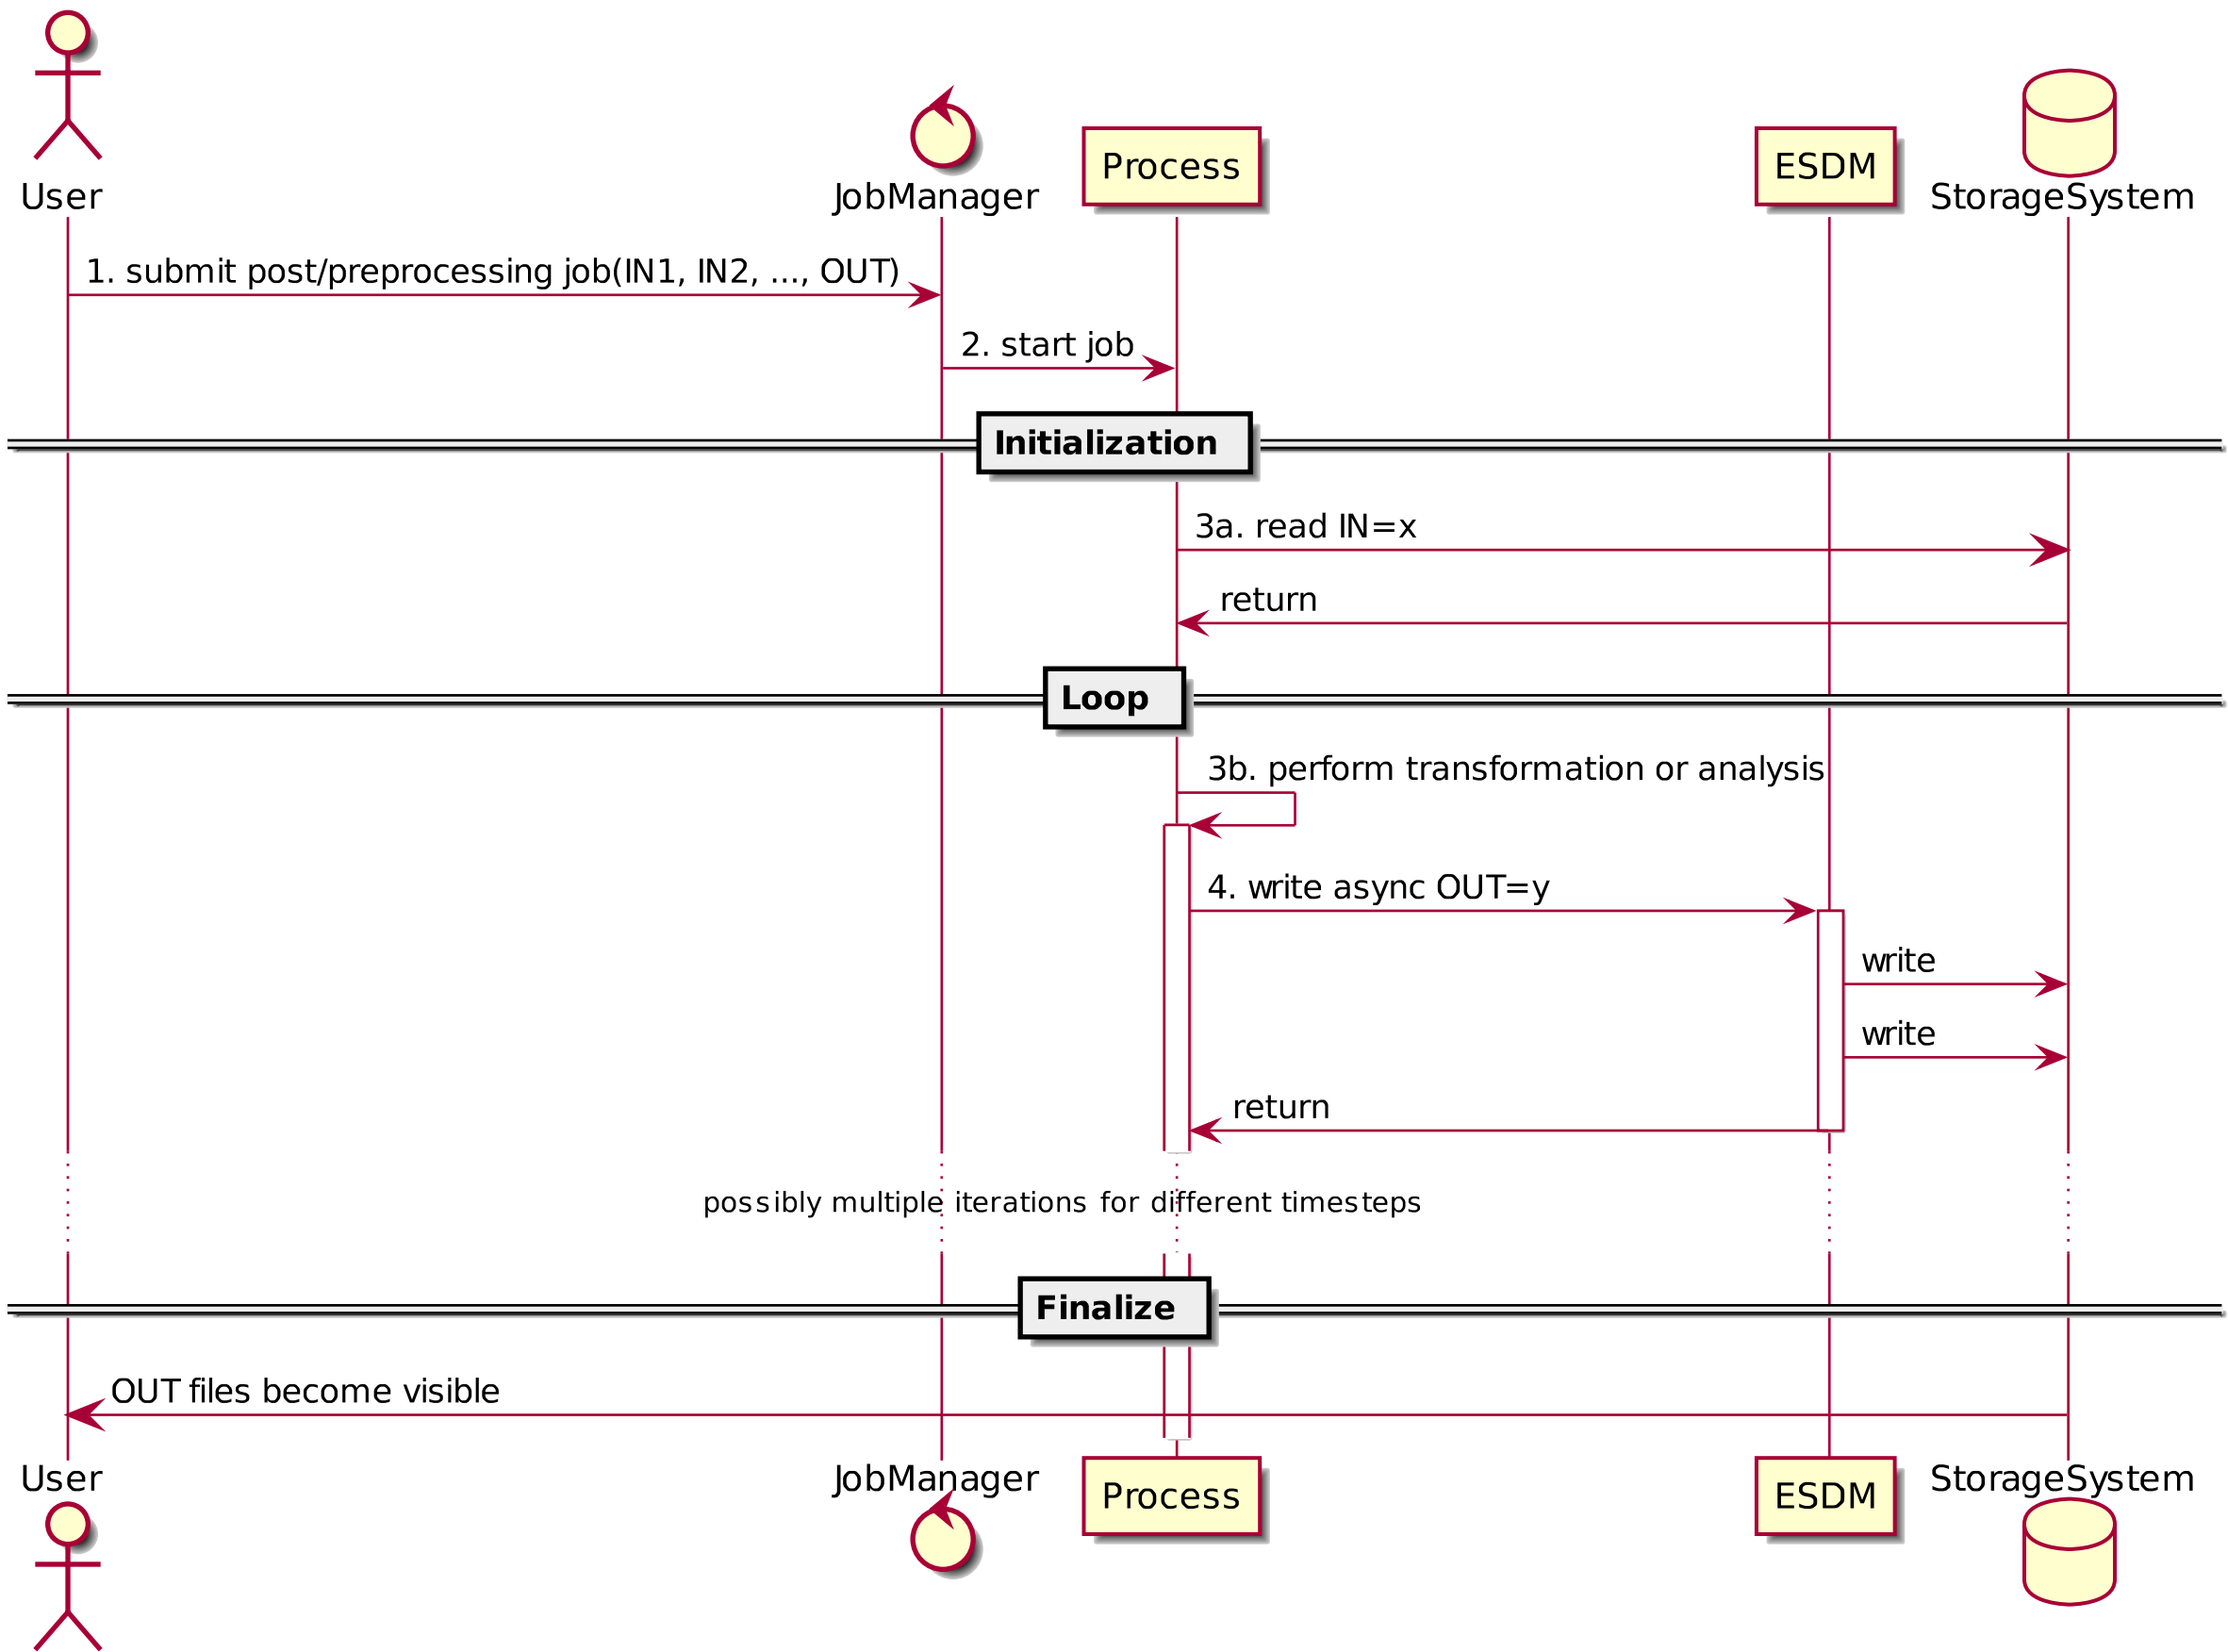 User
JobManager
Process
ESDM
StorageSystem
1. submit post/preprocessing job(IN1, IN2, ..., OUT)
2. start job
Initialization
3a. read IN=x
return
Loop
3b. perform transformation or analysis
4. write async OUT=y
write
write
return
possibly multiple iterations for different timesteps
Finalize
OUT files become visible
User
JobManager
Process
ESDM
StorageSystem